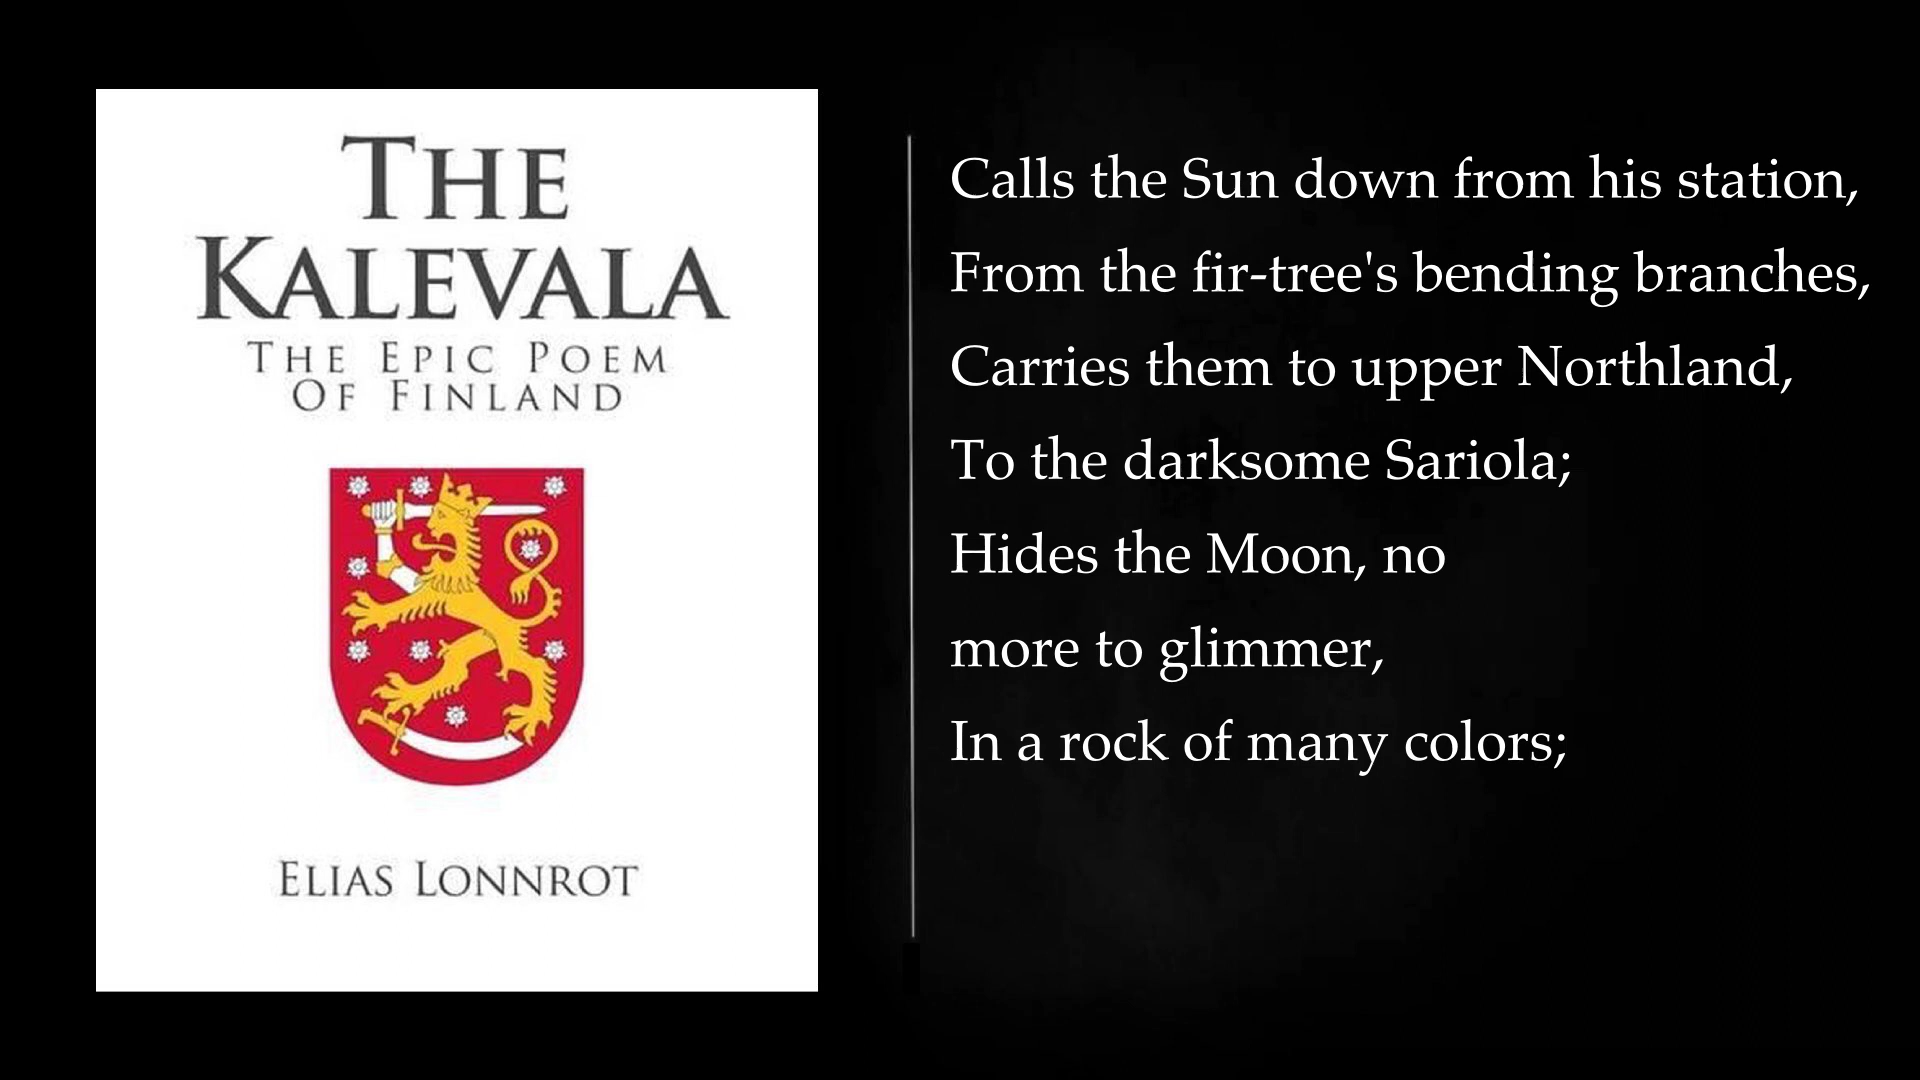 THE
KALEVALA
THE EPIC POEM
OF FINLAND
ELIAS LONNROT
Calls the Sun down from his station,
From the fir-tree's bending branches,
Carries them to upper Northland,
To the darksome Sariola;
Hides the Moon, no
more to glimmer,
In a rock of many colors;